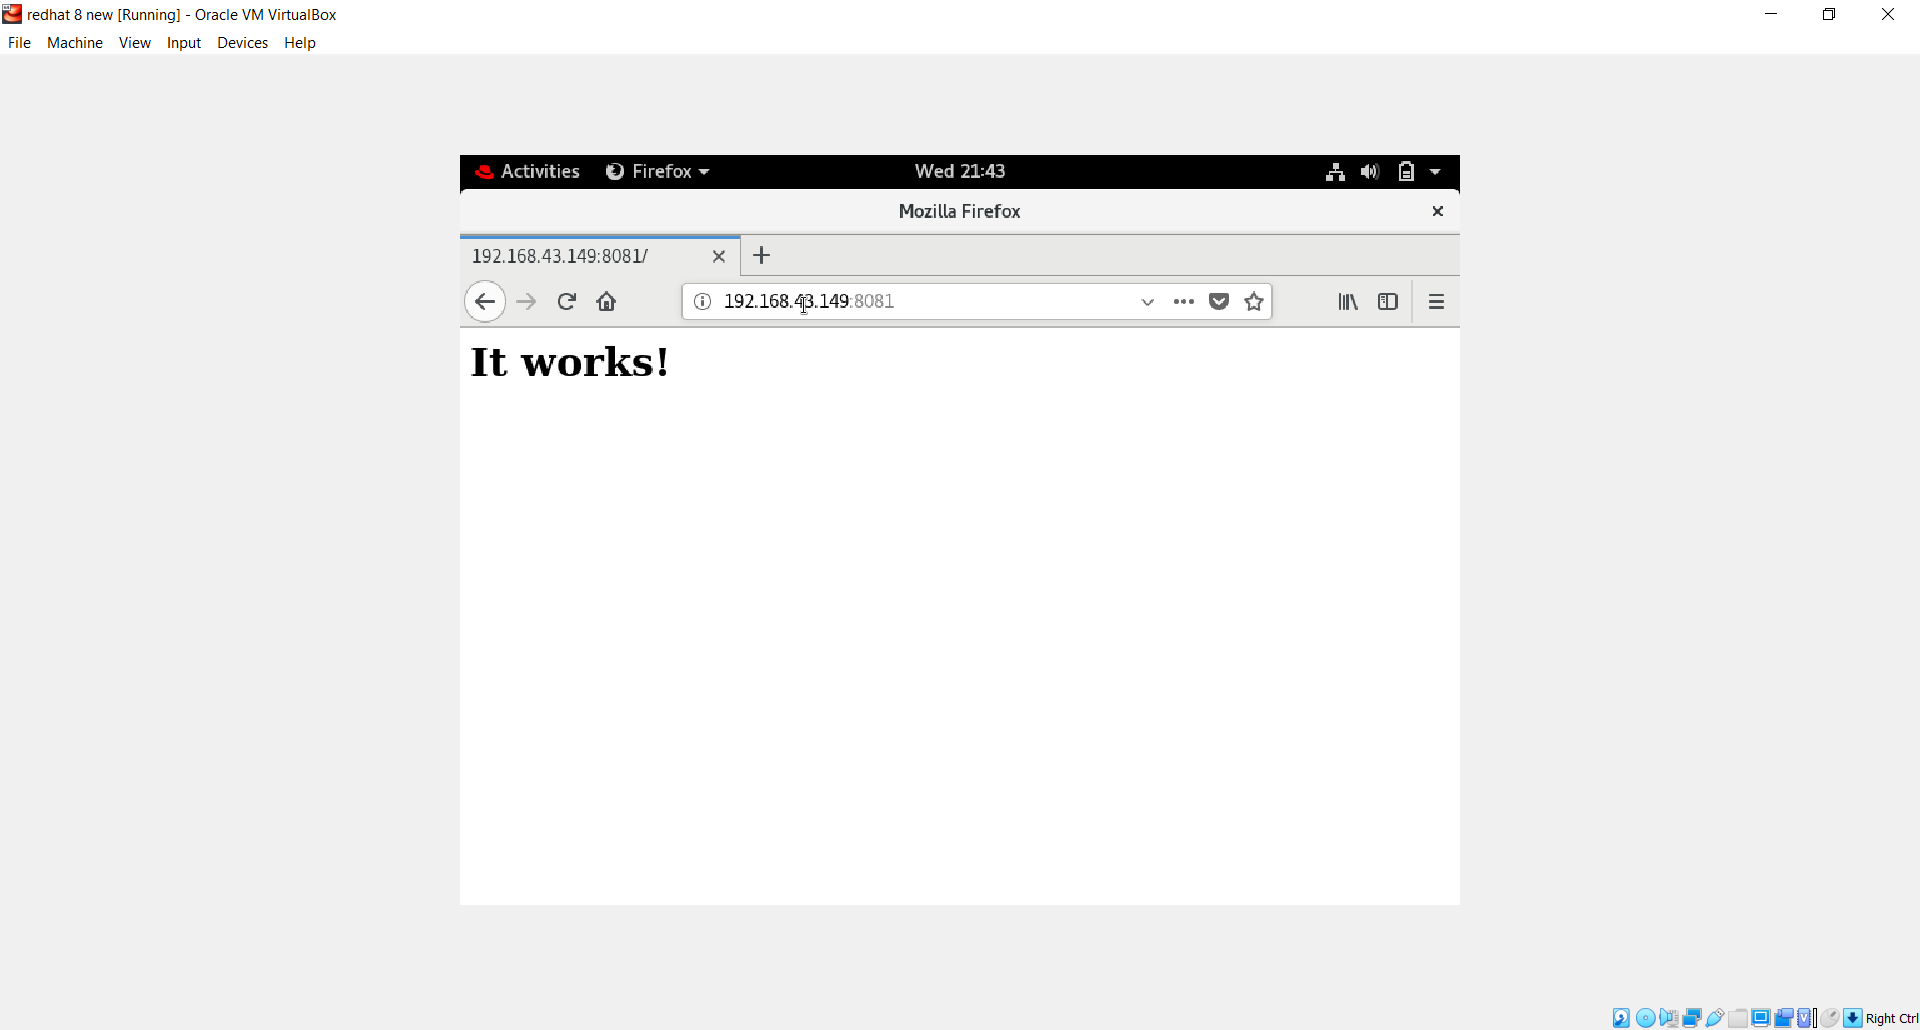 redhat 8 new [Running] - Oracle VM VirtualBox
File Machine View Input Devices Help
Activities Firefox Wed 21:43
Mozilla Firefox
192.168.43.149:8081/
192.168.43.149:8081
It works!
Right Ctrl